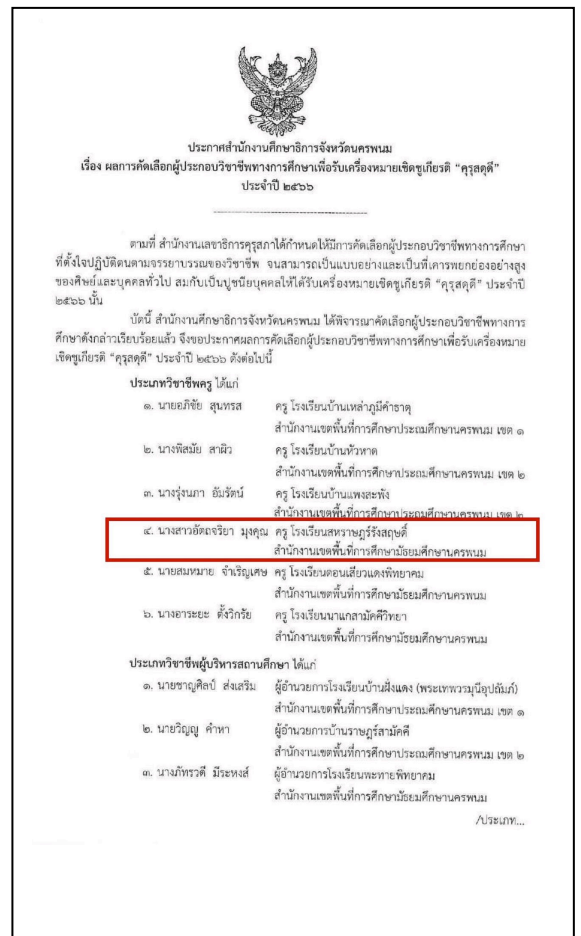 ประกาศสำนักงานศึกษาธิการจังหวัดนครพนม
เรื่อง ผลการคัดเลือกผู้ประกอบวิชาชีพทางการศึกษาเพื่อรับเครื่องหมายเชิดชูเกียรติ “คุรุสดุดี”
ประจำปี ๒๕๖๖
ตามที่ สำนักงานเลขาธิการคุรุสภาได้กำหนดให้มีการคัดเลือกผู้ประกอบวิชาชีพทางการศึกษา
ที่ตั้งใจปฏิบัติตนตามจรรยาบรรณของวิชาชีพ จนสามารถเป็นแบบอย่างและเป็นที่เคารพยกย่องอย่างสูง
ของศิษย์และบุคคลทั่วไป สมกับเป็นปูชนียบุคคลให้ได้รับเครื่องหมายเชิดชูเกียรติ “คุรุสดุดี” ประจำปี
๒๕๖๖ นั้น
บัดนี้ สำนักงานศึกษาธิการจังหวัดนครพนม ได้พิจารณาคัดเลือกผู้ประกอบวิชาชีพทางการ
ศึกษาดังกล่าวเรียบร้อยแล้ว จึงขอประกาศผลการคัดเลือกผู้ประกอบวิชาชีพทางการศึกษาเพื่อรับเครื่องหมาย
เชิดชูเกียรติ “คุรุสดุดี” ประจำปี ๒๕๖๖ ดังต่อไปนี้
ประเภทวิชาชีพครู ได้แก่
๑. นายอภิชัย สุนทรส ครู โรงเรียนบ้านเหล่าภูมีคำธาตุ
สำนักงานเขตพื้นที่การศึกษาประถมศึกษานครพนม เขต ๑
๒. นางพิสมัย สาผิว ครู โรงเรียนบ้านหัวหาด
สำนักงานเขตพื้นที่การศึกษาประถมศึกษานครพนม เขต ๒
๓. นางรุ่งนภา อัมรัตน์ ครู โรงเรียนบ้านแพงสะพัง
สำนักงานเขตพื้นที่การศึกษาประถมศึกษานครพนม เขต ๒
๔. นางสาวอัตถจริยา มุงคุณ ครู โรงเรียนสหราษฎร์รังสฤษดิ์
สำนักงานเขตพื้นที่การศึกษามัธยมศึกษานครพนม
๕. นายสมหมาย จำเริญเศษ ครู โรงเรียนตอนเสียวแดงพิทยาคม
สำนักงานเขตพื้นที่การศึกษามัธยมศึกษานครพนม
๖. นางอาระยะ ตั้งวิกรัย ครู โรงเรียนนาแกสามัคคีวิทยา
สำนักงานเขตพื้นที่การศึกษามัธยมศึกษานครพนม
ประเภทวิชาชีพผู้บริหารสถานศึกษา ได้แก่
๑. นายชาญศิลป์ ส่งเสริม ผู้อำนวยการโรงเรียนบ้านฝั่งแดง (พระเทพวรมุนีอุปถัมภ์)
สำนักงานเขตพื้นที่การศึกษาประถมศึกษานครพนม เขต ๑
๒. นายวิญญู คำหา ผู้อำนวยการบ้านราษฎร์สามัคคี
สำนักงานเขตพื้นที่การศึกษาประถมศึกษานครพนม เขต ๒
๓. นางภัทรวดี มีระหงส์ ผู้อำนวยการโรงเรียนพะทายพิทยาคม
สำนักงานเขตพื้นที่การศึกษามัธยมศึกษานครพนม
/ประเภท...